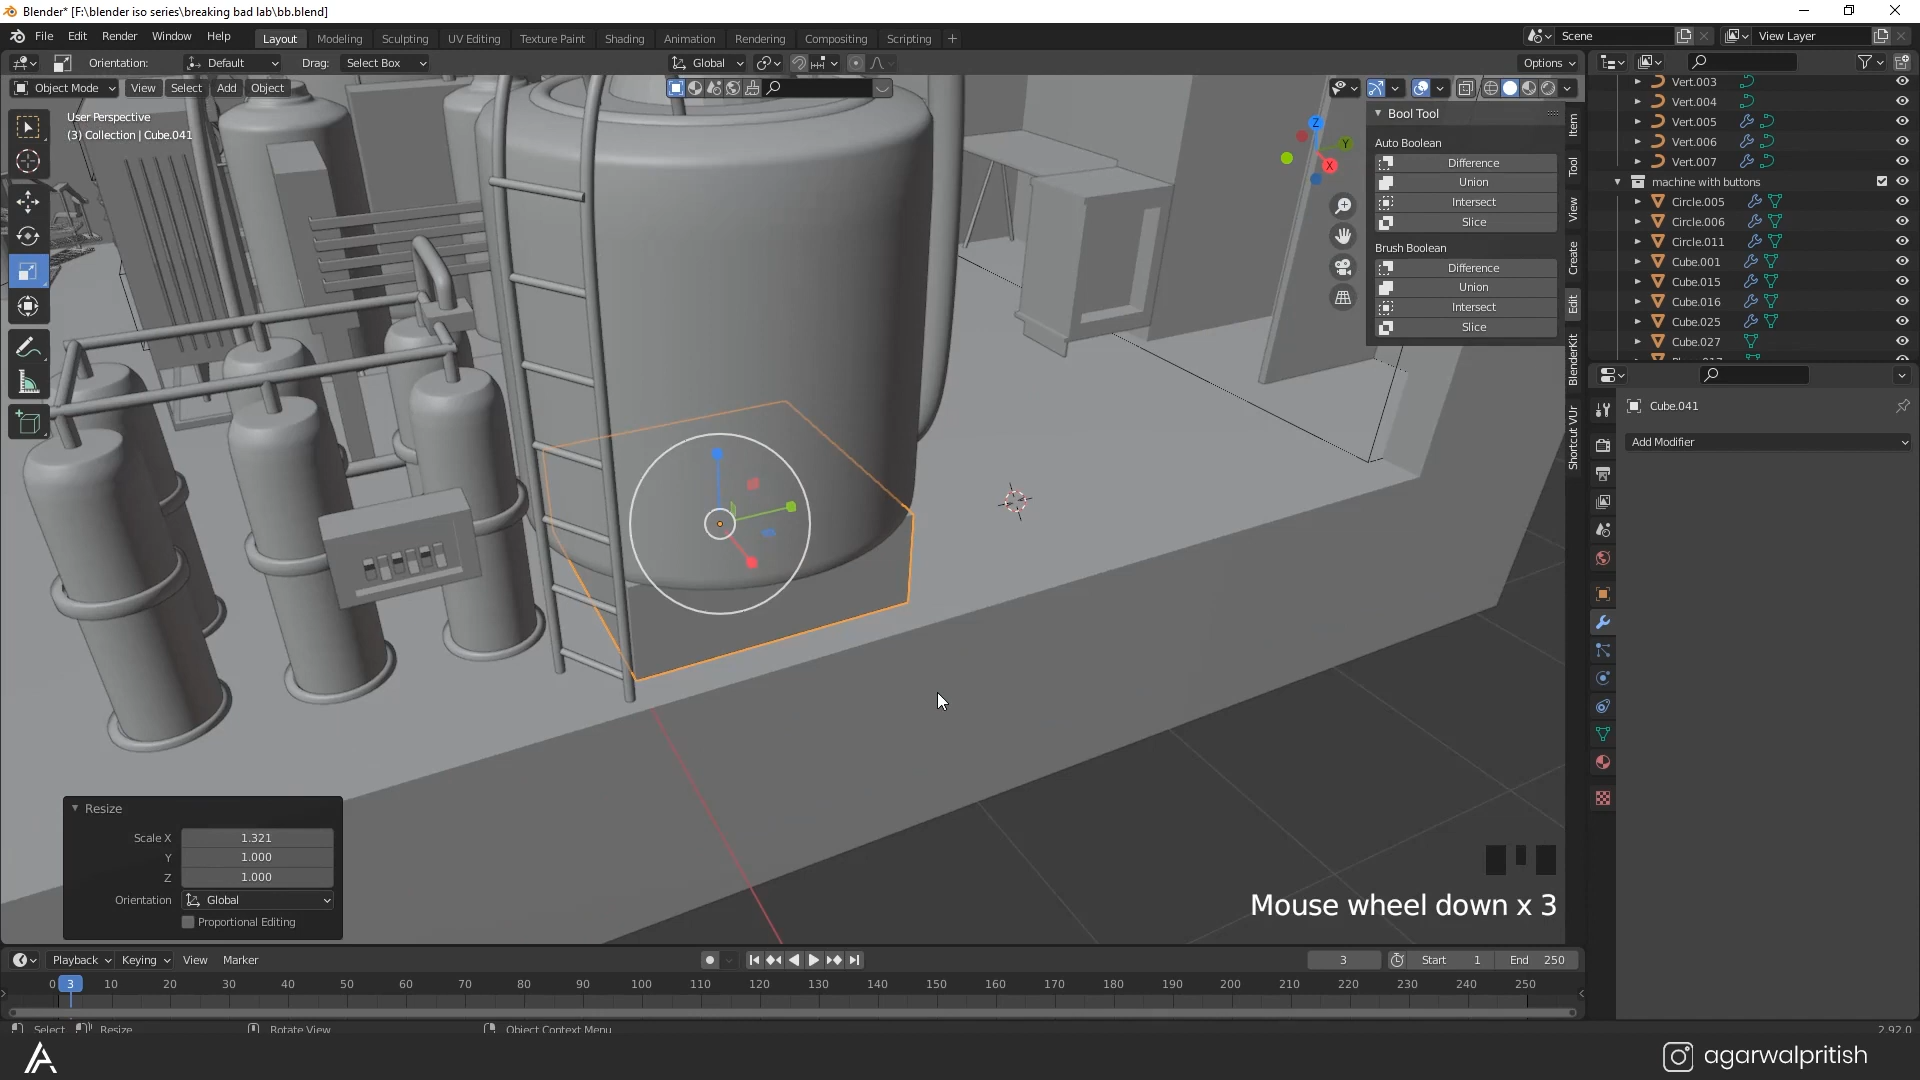 Blender* [F:\blender iso series\breaking bad lab\bb.blend]
File Edit Render Window Help Layout Modeling Sculpting UV Editing Texture Paint Shading Animation Rendering Compositing Scripting Scene View Layer
Orientation: Default Drag: Select Box Global Options
Object Mode View Select Add Object
User Perspective
(3) Collection | Cube.041
Z
Y
X
Bool Tool
Auto Boolean
Difference
Union
Intersect
Slice
Brush Boolean
Difference
Union
Intersect
Slice
Item
Tool
View
Create
Edit
BlenderKit
Shortcut VUr
Vert.003
Vert.004
Vert.005
Vert.006
Vert.007
machine with buttons
Circle.005
Circle.006
Circle.011
Cube.001
Cube.015
Cube.016
Cube.025
Cube.027
Cube.041
Add Modifier
Resize
Scale X 1.321
Y 1.000
Z 1.000
Orientation Global
Proportional Editing
Mouse wheel down x 3
Playback Keying View Marker 3 Start 1 End 250
0 3 10 20 30 40 50 60 70 80 90 100 110 120 130 140 150 160 170 180 190 200 210 220 230 240 250
Select Resize Rotate View Object Context Menu 2.92.0
agarwalpritish